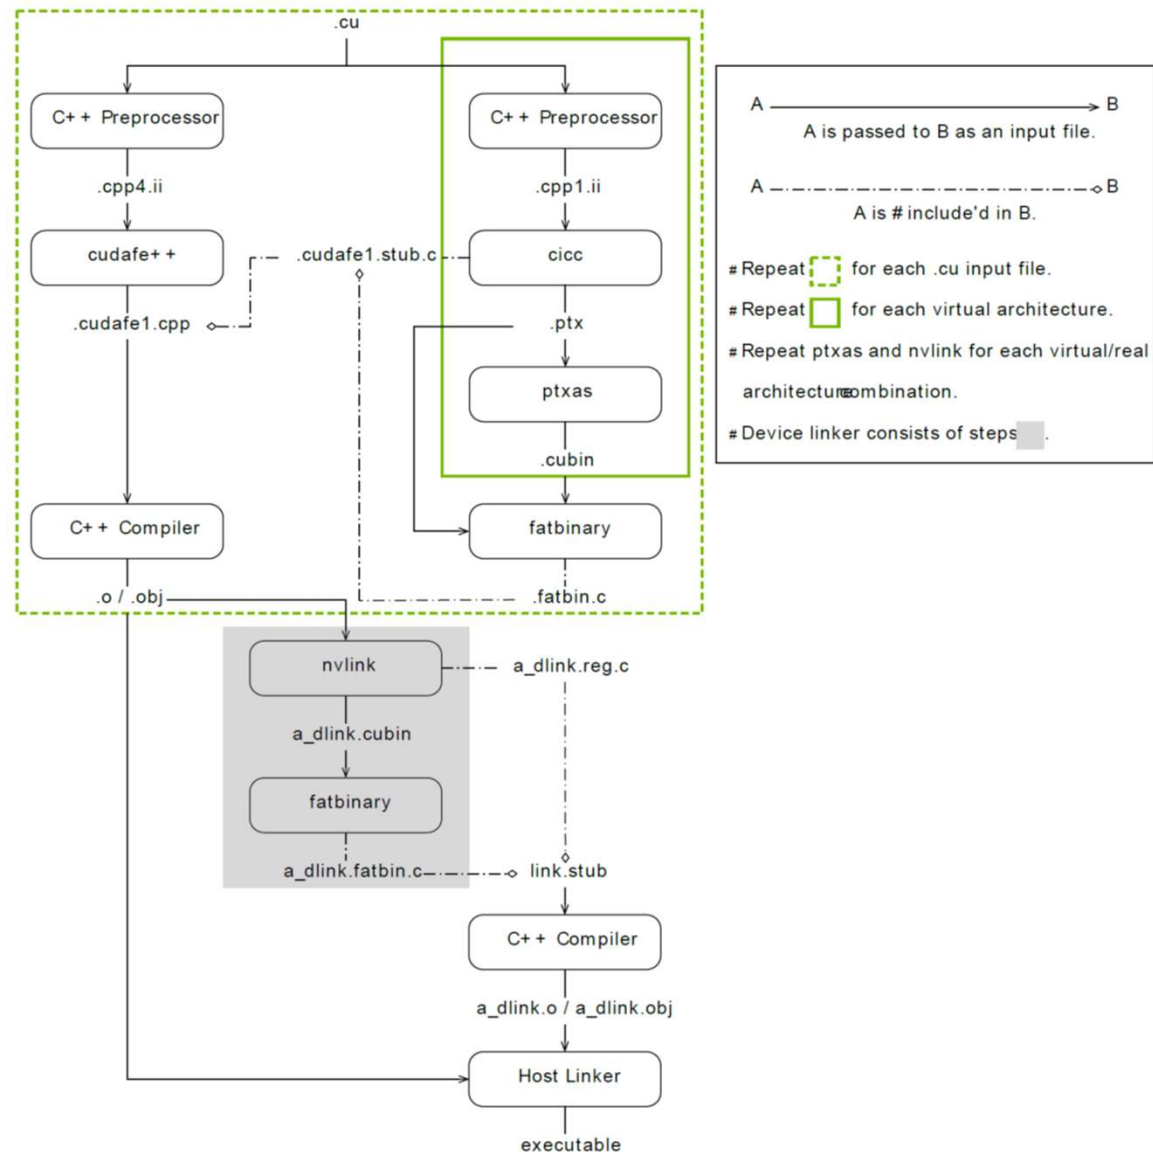 .cu
C++ Preprocessor
C++ Preprocessor
.cpp4.ii
.cpp1.ii
cudafe++
.cudafe1.stub.c
cicc
.cudafe1.cpp
.ptx
ptxas
.cubin
C++ Compiler
fatbinary
.o / .obj
.fatbin.c
nvlink
a_dlink.reg.c
a_dlink.cubin
fatbinary
a_dlink.fatbin.c
link.stub
C++ Compiler
a_dlink.o / a_dlink.obj
Host Linker
executable
A B
A is passed to B as an input file.
A B
A is #include'd in B.
# Repeat for each .cu input file.
# Repeat for each virtual architecture.
# Repeat ptxas and nvlink for each virtual/real
architecture combination.
# Device linker consists of steps .